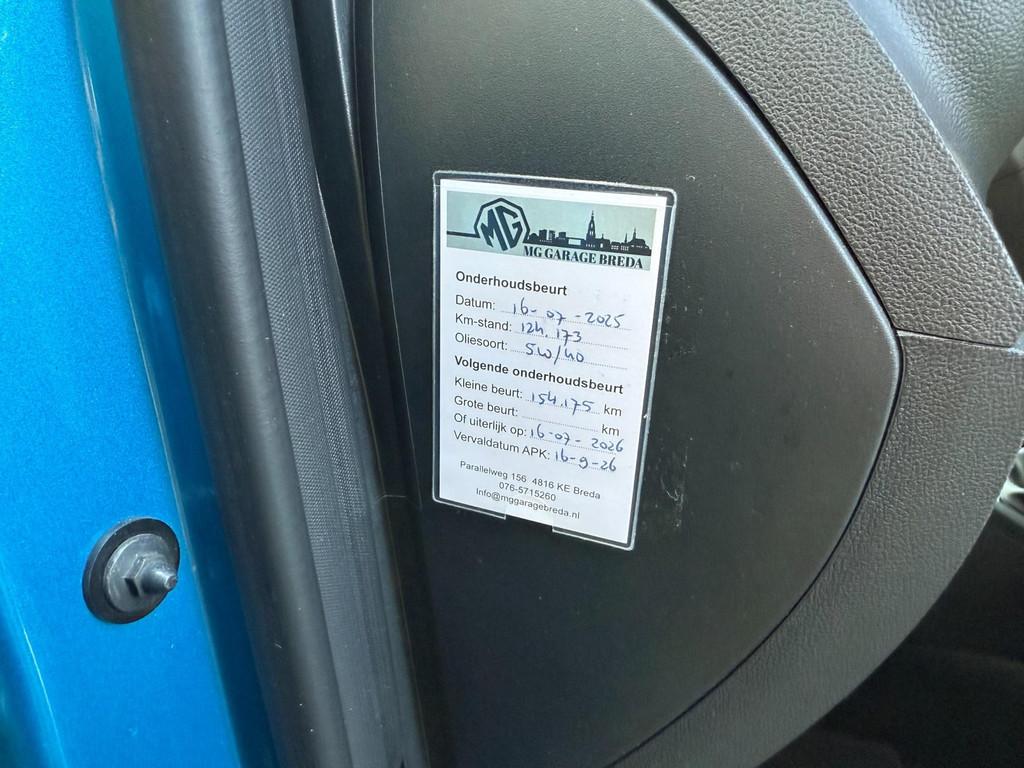 MG
MG GARAGE BREDA
Onderhoudsbeurt
Datum: 16-07-2025
Km-stand: 124.173
Oliesoort: 5W/40
Volgende onderhoudsbeurt
Kleine beurt: 154.175 km
Grote beurt: km
Of uiterlijk op: 16-07-2026
Vervaldatum APK: 16-9-26
Parallelweg 156 4816 KE Breda
076-5715260
Info@mggaragebreda.nl